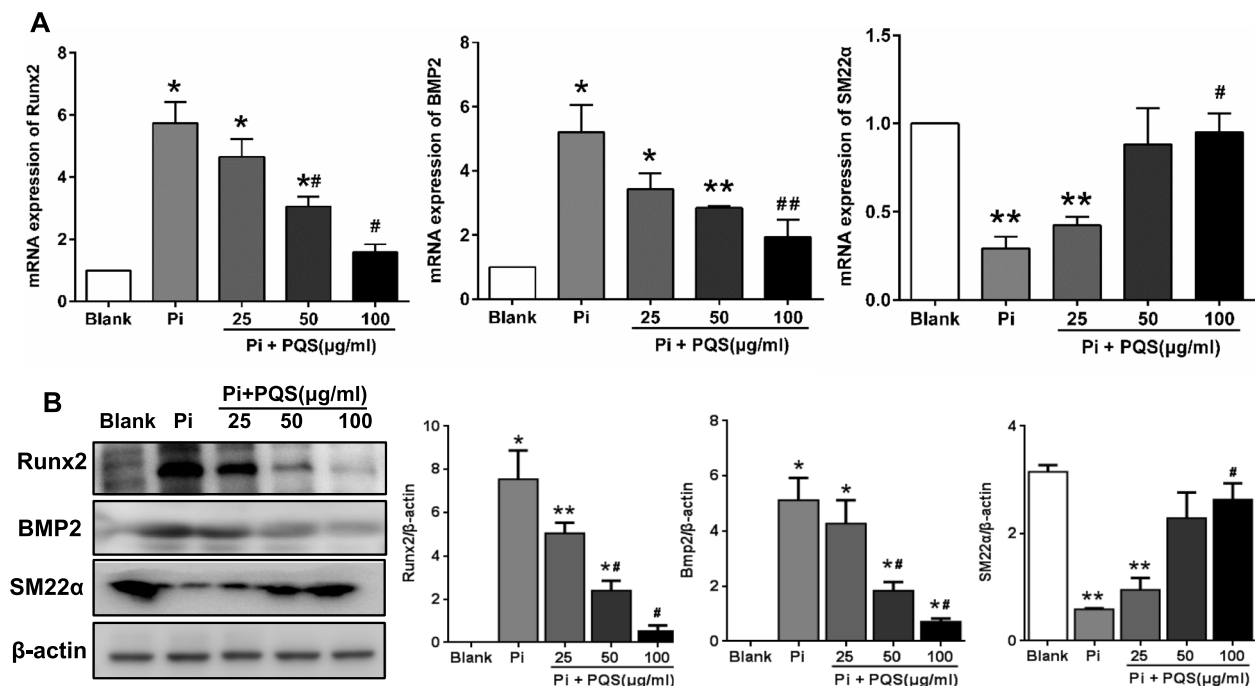 A
mRNA expression of Runx2
8
6
4
2
0
*
*
*#
#
Blank Pi 25 50 100
Pi + PQS(μg/ml)
mRNA expression of BMP2
8
6
4
2
0
*
*
**
##
Blank Pi 25 50 100
Pi + PQS(μg/ml)
mRNA expression of SM22α
1.5
1.0
0.5
0.0
**
**
#
Blank Pi 25 50 100
Pi + PQS(μg/ml)
B
Pi+PQS(μg/ml)
Blank Pi 25 50 100
Runx2
BMP2
SM22α
β-actin
Runx2/β-actin
10
8
6
4
2
0
*
**
*#
#
Blank Pi 25 50 100
Pi + PQS(μg/ml)
Bmp2/β-actin
8
6
4
2
0
*
*
*#
*#
Blank Pi 25 50 100
Pi + PQS(μg/ml)
SM22α/β-actin
4
2
0
**
**
#
Blank Pi 25 50 100
Pi + PQS(μg/ml)